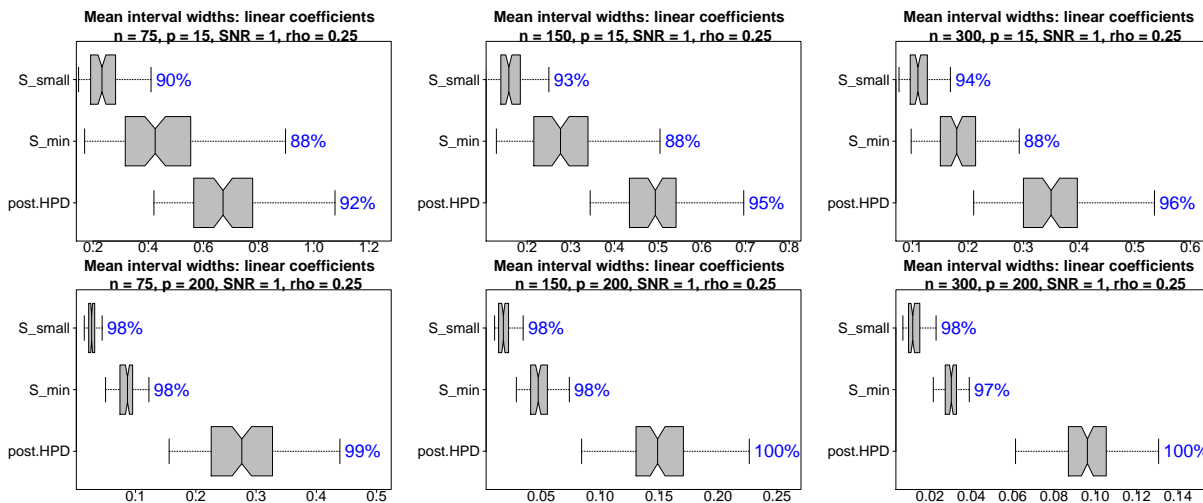 Mean interval widths: linear coefficients
n = 75, p = 15, SNR = 1, rho = 0.25
S_small
90%
S_min
88%
post.HPD
92%
0.2 0.4 0.6 0.8 1.0 1.2
Mean interval widths: linear coefficients
n = 150, p = 15, SNR = 1, rho = 0.25
S_small
93%
S_min
88%
post.HPD
95%
0.2 0.3 0.4 0.5 0.6 0.7 0.8
Mean interval widths: linear coefficients
n = 300, p = 15, SNR = 1, rho = 0.25
S_small
94%
S_min
88%
post.HPD
96%
0.1 0.2 0.3 0.4 0.5 0.6
Mean interval widths: linear coefficients
n = 75, p = 200, SNR = 1, rho = 0.25
S_small
98%
S_min
98%
post.HPD
99%
0.1 0.2 0.3 0.4 0.5
Mean interval widths: linear coefficients
n = 150, p = 200, SNR = 1, rho = 0.25
S_small
98%
S_min
98%
post.HPD
100%
0.05 0.10 0.15 0.20 0.25
Mean interval widths: linear coefficients
n = 300, p = 200, SNR = 1, rho = 0.25
S_small
98%
S_min
97%
post.HPD
100%
0.02 0.04 0.06 0.08 0.10 0.12 0.14